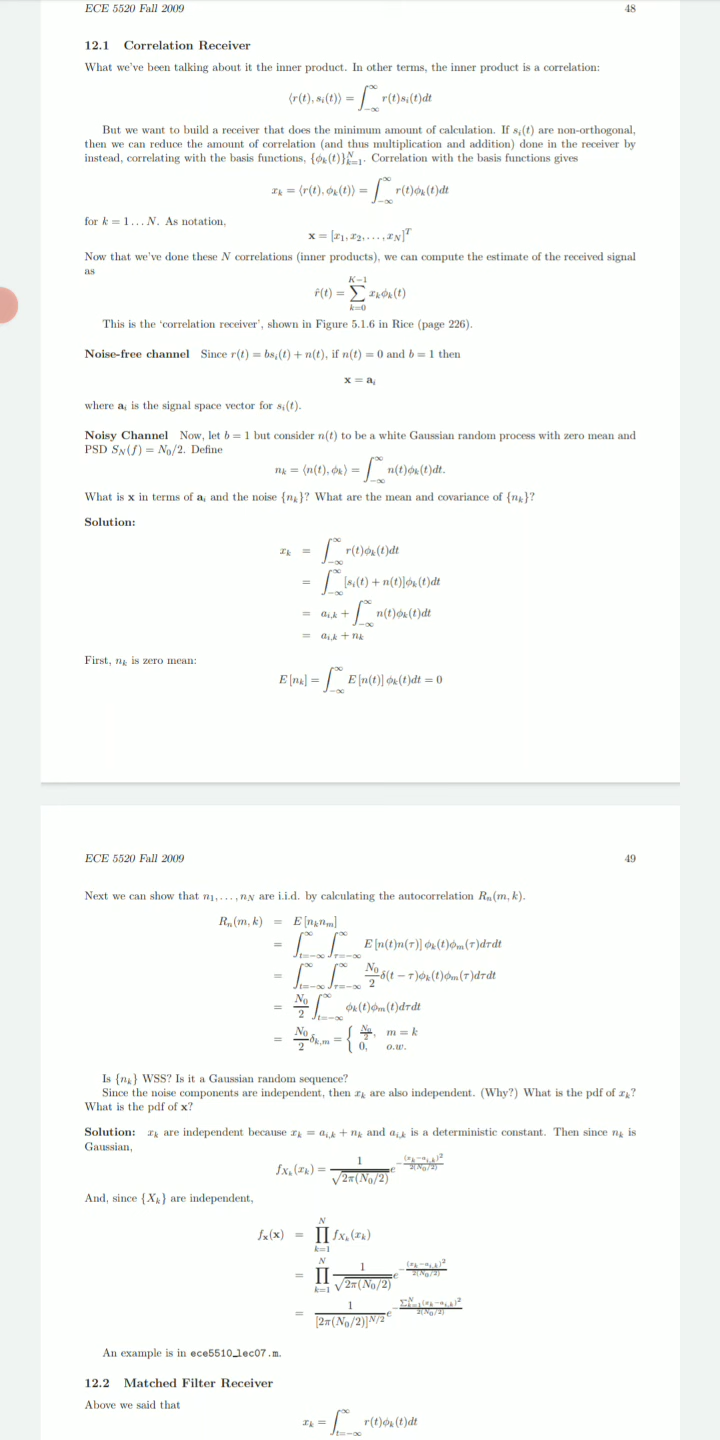 ECE 5520 Fall 2009 48
12.1 Correlation Receiver
What we've been talking about it the inner product. In other terms, the inner product is a correlation:
⟨r(t), s_i(t)⟩ = ∫_{-∞}^{∞} r(t)s_i(t)dt
But we want to build a receiver that does the minimum amount of calculation. If s_i(t) are non-orthogonal,
then we can reduce the amount of correlation (and thus multiplication and addition) done in the receiver by
instead, correlating with the basis functions, {ϕ_k(t)}_{k=1}^{N}. Correlation with the basis functions gives
x_k = ⟨r(t), ϕ_k(t)⟩ = ∫_{-∞}^{∞} r(t)ϕ_k(t)dt
for k = 1 . . . N. As notation,
x = [x_1, x_2, . . . , x_N]^T
Now that we've done these N correlations (inner products), we can compute the estimate of the received signal
as
r̂(t) = ∑_{k=0}^{K−1} x_kϕ_k(t)
This is the 'correlation receiver', shown in Figure 5.1.6 in Rice (page 226).
Noise-free channel Since r(t) = bs_i(t) + n(t), if n(t) = 0 and b = 1 then
x = a_i
where a_i is the signal space vector for s_i(t).
Noisy Channel Now, let b = 1 but consider n(t) to be a white Gaussian random process with zero mean and
PSD S_N(f) = N_0/2. Define
n_k = ⟨n(t), ϕ_k⟩ = ∫_{-∞}^{∞} n(t)ϕ_k(t)dt.
What is x in terms of a_i and the noise {n_k}? What are the mean and covariance of {n_k}?
Solution:
x_k = ∫_{-∞}^{∞} r(t)ϕ_k(t)dt
= ∫_{-∞}^{∞} [s_i(t) + n(t)]ϕ_k(t)dt
= a_{i,k} + ∫_{-∞}^{∞} n(t)ϕ_k(t)dt
= a_{i,k} + n_k
First, n_k is zero mean:
E [n_k] = ∫_{-∞}^{∞} E [n(t)] ϕ_k(t)dt = 0
ECE 5520 Fall 2009 49
Next we can show that n_1, . . . , n_N are i.i.d. by calculating the autocorrelation R_n(m, k).
R_n(m, k) = E [n_kn_m]
= ∫_{t=-∞}^{∞} ∫_{τ=-∞}^{∞} E [n(t)n(τ)] ϕ_k(t)ϕ_m(τ)dτdt
= ∫_{t=-∞}^{∞} ∫_{τ=-∞}^{∞} N_0/2 δ(t − τ)ϕ_k(t)ϕ_m(τ)dτdt
= N_0/2 ∫_{t=-∞}^{∞} ϕ_k(t)ϕ_m(t)dτdt
= N_0/2 δ_{k,m} = { N_0/2, m = k
0, o.w.
Is {n_k} WSS? Is it a Gaussian random sequence?
Since the noise components are independent, then x_k are also independent. (Why?) What is the pdf of x_k?
What is the pdf of x?
Solution: x_k are independent because x_k = a_{i,k} + n_k and a_{i,k} is a deterministic constant. Then since n_k is
Gaussian,
f_{X_k}(x_k) = 1/√(2π(N_0/2)) e^{−(x_k−a_{i,k})^2/2(N_0/2)}
And, since {X_k} are independent,
f_x(x) = ∏_{k=1}^{N} f_{X_k}(x_k)
= ∏_{k=1}^{N} 1/√(2π(N_0/2)) e^{−(x_k−a_{i,k})^2/2(N_0/2)}
= 1/[2π(N_0/2)]^{N/2} e^{−∑_{k=1}^{N}(x_k−a_{i,k})^2/2(N_0/2)}
An example is in ece5510_lec07.m.
12.2 Matched Filter Receiver
Above we said that
x_k = ∫_{t=-∞}^{∞} r(t)ϕ_k(t)dt